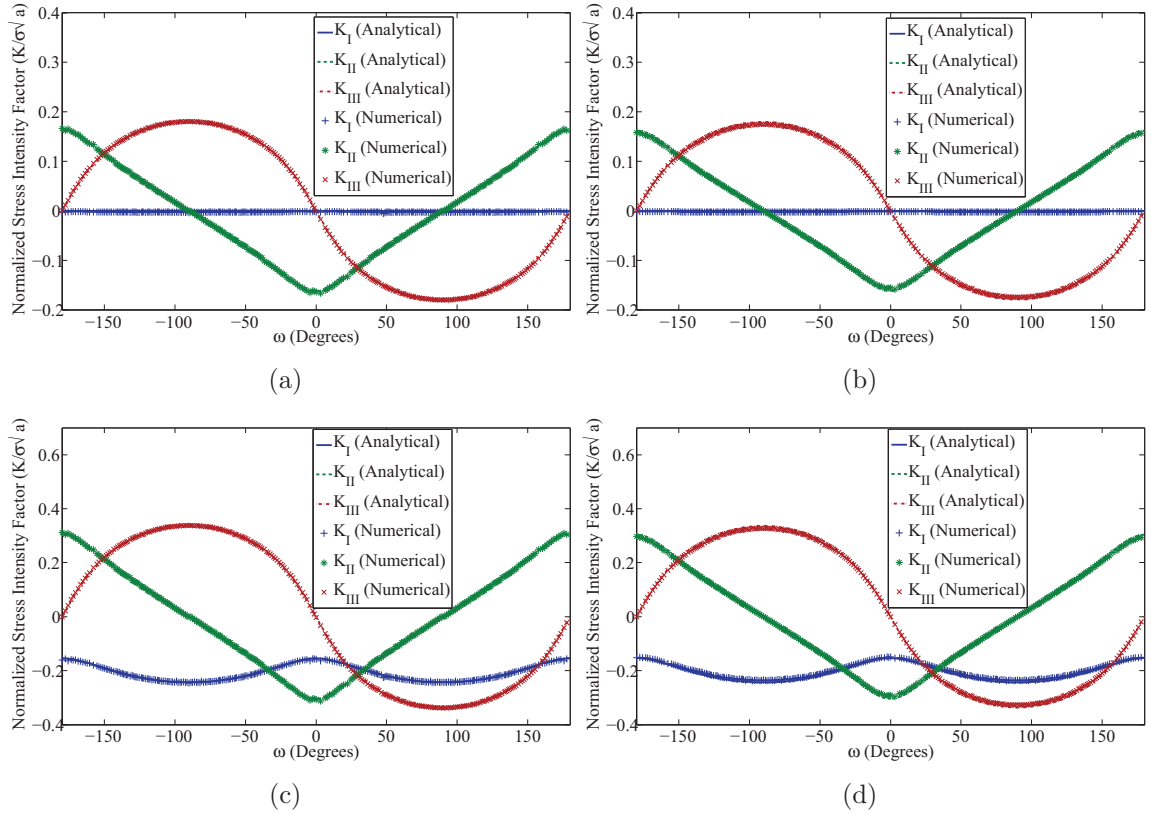 Normalized Stress Intensity Factor (K/σ√ a)
0.4
0.3
0.2
0.1
0
−0.1
−0.2
K_I (Analytical)
K_II (Analytical)
K_III (Analytical)
K_I (Numerical)
K_II (Numerical)
K_III (Numerical)
−150 −100 −50 0 50 100 150
ω (Degrees)
(a)
Normalized Stress Intensity Factor (K/σ√ a)
0.4
0.3
0.2
0.1
0
−0.1
−0.2
K_I (Analytical)
K_II (Analytical)
K_III (Analytical)
K_I (Numerical)
K_II (Numerical)
K_III (Numerical)
−150 −100 −50 0 50 100 150
ω (Degrees)
(b)
Normalized Stress Intensity Factor (K/σ√ a)
0.6
0.4
0.2
0
−0.2
−0.4
K_I (Analytical)
K_II (Analytical)
K_III (Analytical)
K_I (Numerical)
K_II (Numerical)
K_III (Numerical)
−150 −100 −50 0 50 100 150
ω (Degrees)
(c)
Normalized Stress Intensity Factor (K/σ√ a)
0.6
0.4
0.2
0
−0.2
−0.4
K_I (Analytical)
K_II (Analytical)
K_III (Analytical)
K_I (Numerical)
K_II (Numerical)
K_III (Numerical)
−150 −100 −50 0 50 100 150
ω (Degrees)
(d)